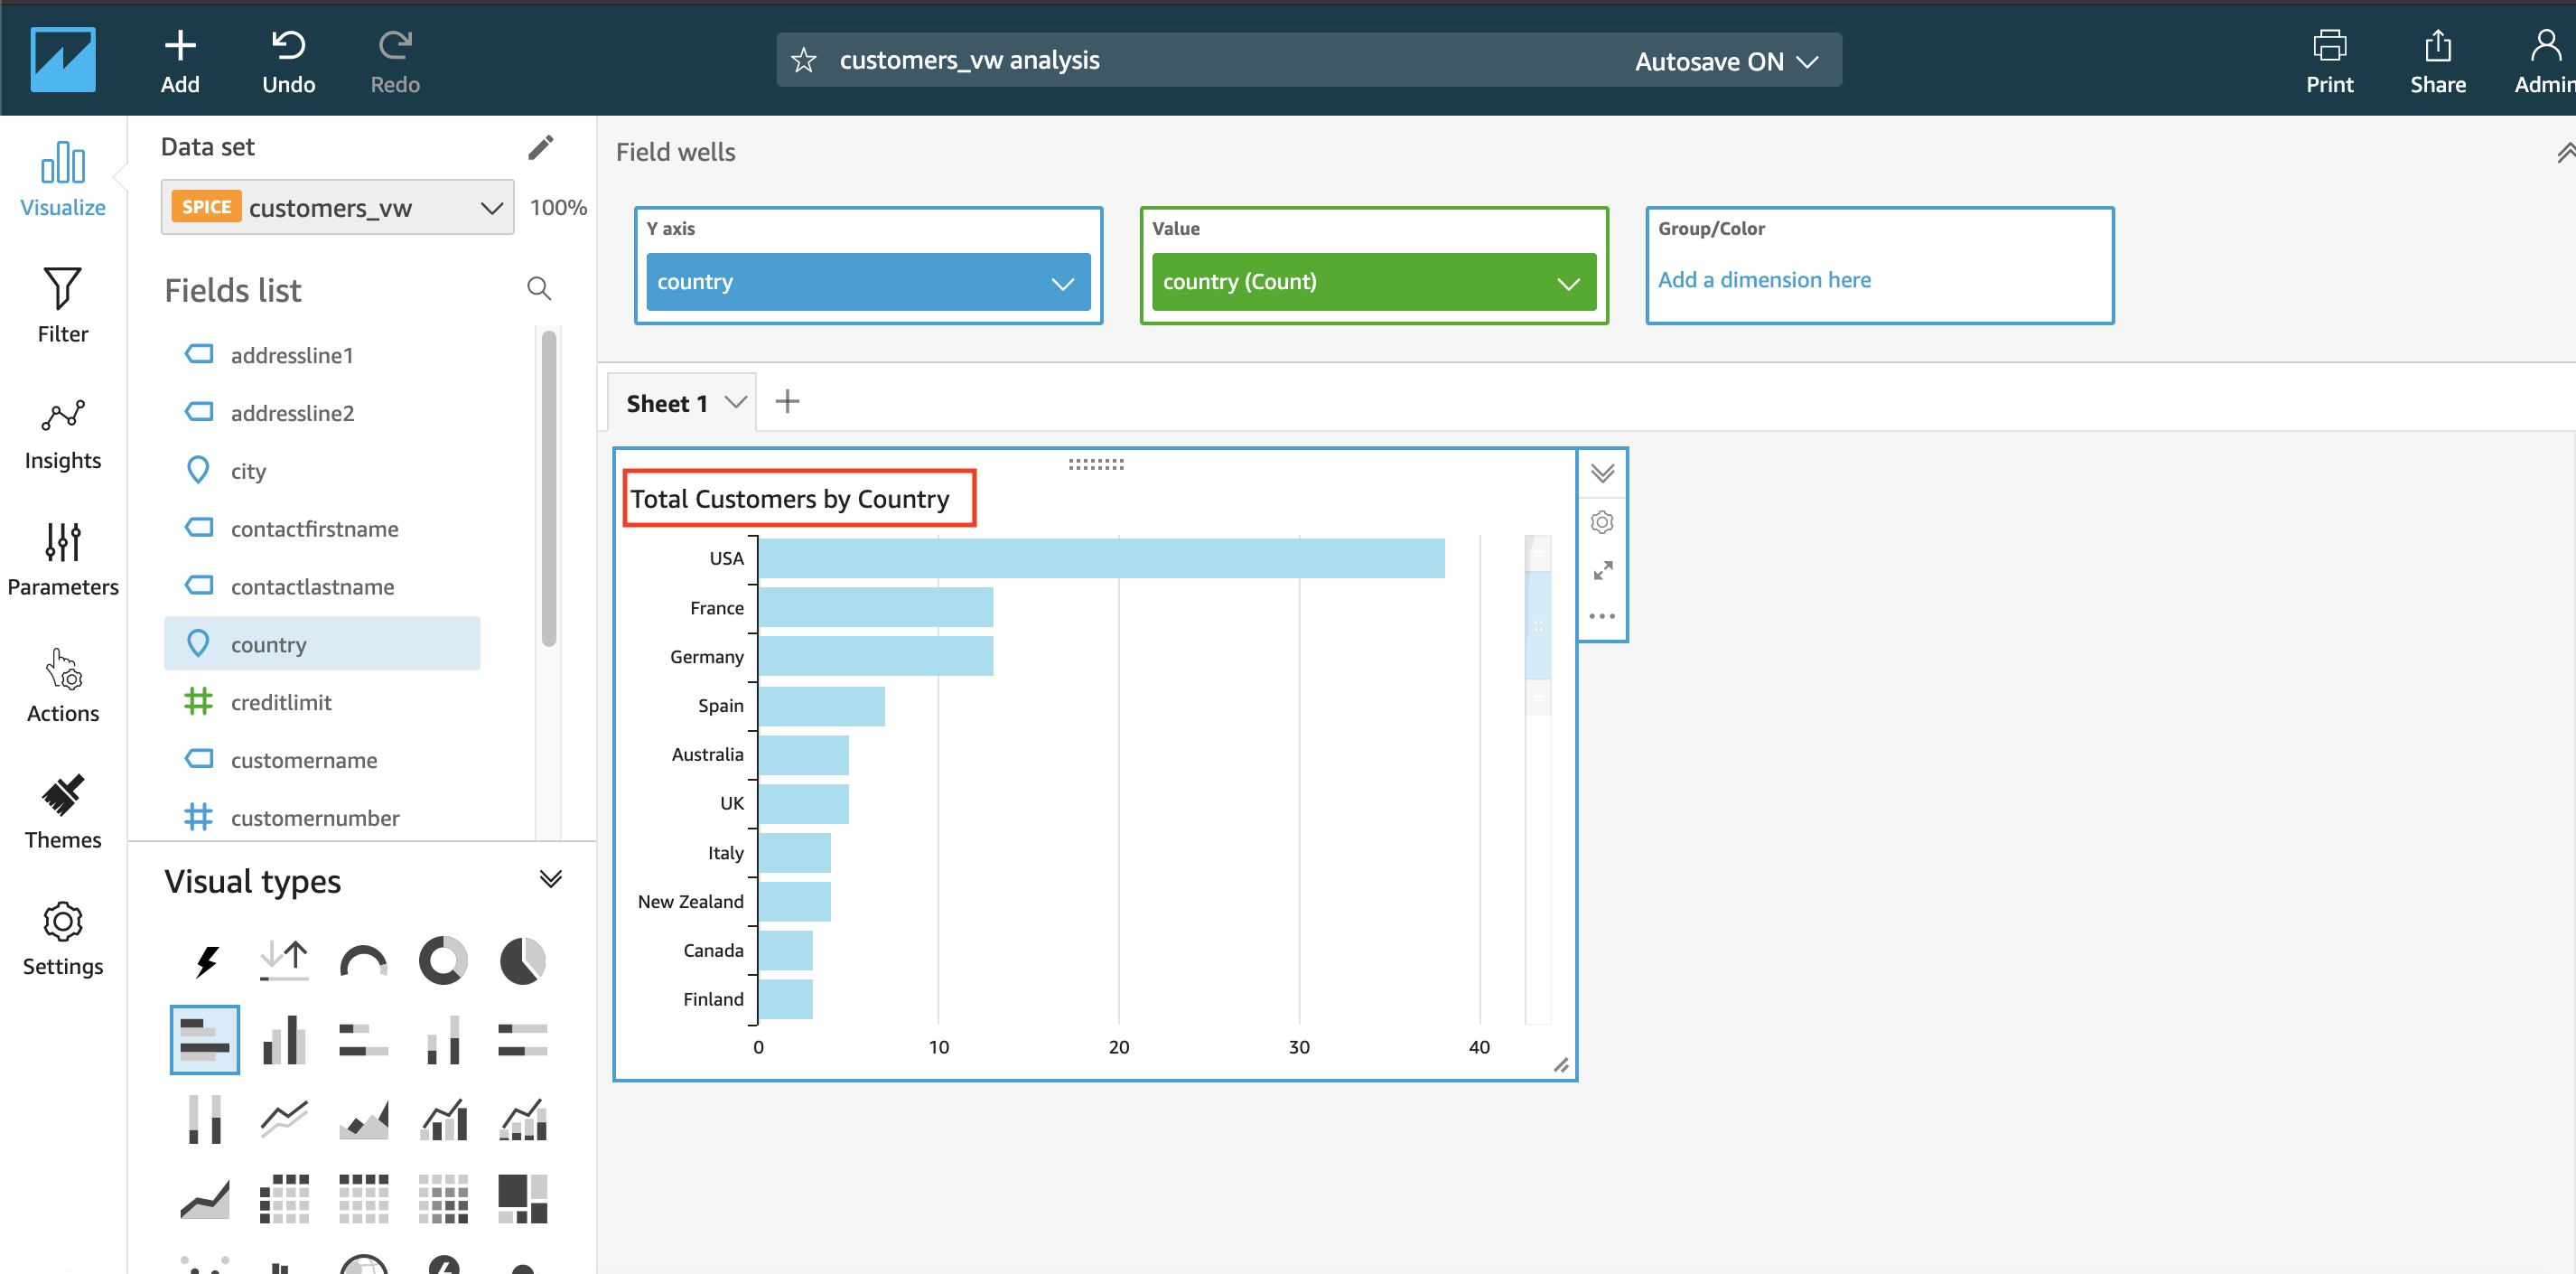 Add
Undo
Redo
customers_vw analysis
Autosave ON
Print
Share
Admin
Visualize
Filter
Insights
Parameters
Actions
Themes
Settings
Data set
SPICE customers_vw 100%
Fields list
addressline1
addressline2
city
contactfirstname
contactlastname
country
creditlimit
customername
customernumber
Visual types
Field wells
Y axis
country
Value
country (Count)
Group/Color
Add a dimension here
Sheet 1
Total Customers by Country
USA
France
Germany
Spain
Australia
UK
Italy
New Zealand
Canada
Finland
0 10 20 30 40